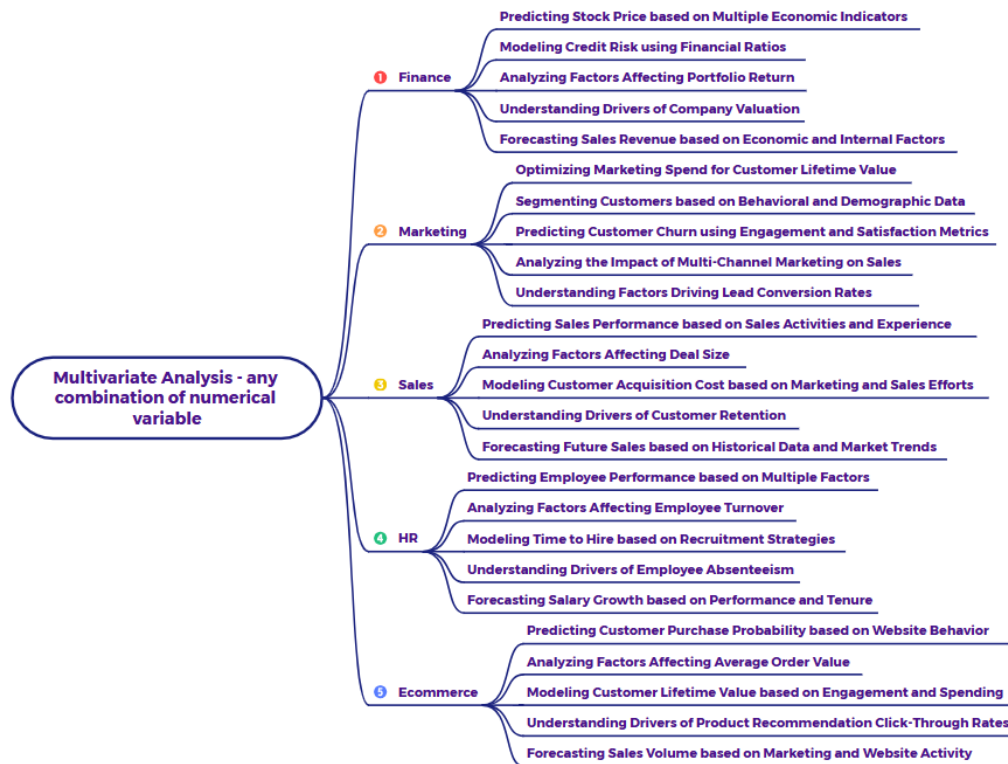 Multivariate Analysis - any
combination of numerical
variable
1 Finance
Predicting Stock Price based on Multiple Economic Indicators
Modeling Credit Risk using Financial Ratios
Analyzing Factors Affecting Portfolio Return
Understanding Drivers of Company Valuation
Forecasting Sales Revenue based on Economic and Internal Factors
2 Marketing
Optimizing Marketing Spend for Customer Lifetime Value
Segmenting Customers based on Behavioral and Demographic Data
Predicting Customer Churn using Engagement and Satisfaction Metrics
Analyzing the Impact of Multi-Channel Marketing on Sales
Understanding Factors Driving Lead Conversion Rates
3 Sales
Predicting Sales Performance based on Sales Activities and Experience
Analyzing Factors Affecting Deal Size
Modeling Customer Acquisition Cost based on Marketing and Sales Efforts
Understanding Drivers of Customer Retention
Forecasting Future Sales based on Historical Data and Market Trends
4 HR
Predicting Employee Performance based on Multiple Factors
Analyzing Factors Affecting Employee Turnover
Modeling Time to Hire based on Recruitment Strategies
Understanding Drivers of Employee Absenteeism
Forecasting Salary Growth based on Performance and Tenure
5 Ecommerce
Predicting Customer Purchase Probability based on Website Behavior
Analyzing Factors Affecting Average Order Value
Modeling Customer Lifetime Value based on Engagement and Spending
Understanding Drivers of Product Recommendation Click-Through Rates
Forecasting Sales Volume based on Marketing and Website Activity